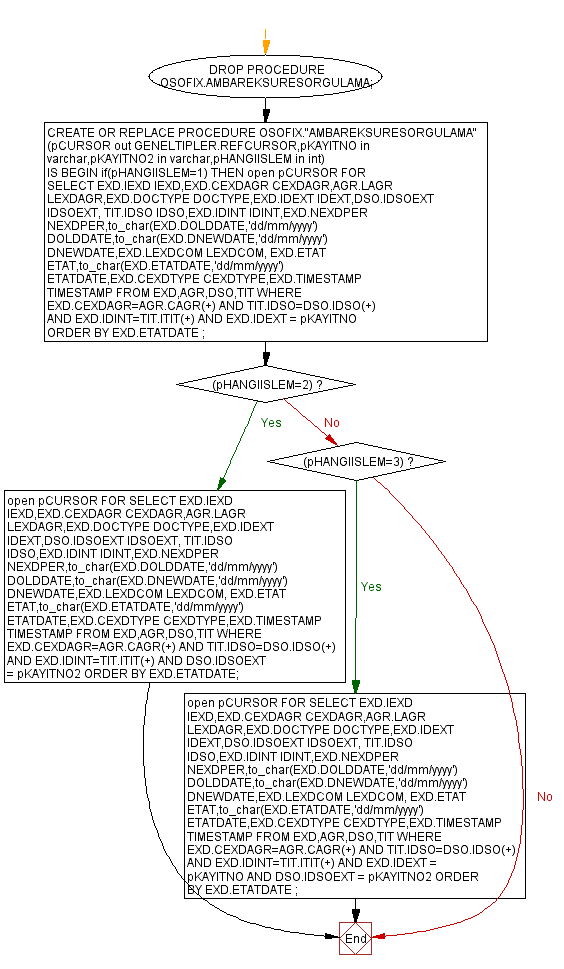 DROP PROCEDURE
OSOFIX.AMBAREKSURESORGULAMA;
CREATE OR REPLACE PROCEDURE OSOFIX."AMBAREKSURESORGULAMA"
(pCURSOR out GENELTIPLER.REFCURSOR,pKAYITNO in
varchar,pKAYITNO2 in varchar,pHANGIISLEM in int)
IS BEGIN if(pHANGIISLEM=1) THEN open pCURSOR FOR
SELECT EXD.IEXD IEXD,EXD.CEXDAGR CEXDAGR,AGR.LAGR
LEXDAGR,EXD.DOCTYPE DOCTYPE,EXD.IDEXT IDEXT,DSO.IDSOEXT
IDSOEXT, TIT.IDSO IDSO,EXD.IDINT IDINT,EXD.NEXDPER
NEXDPER,to_char(EXD.DOLDDATE,'dd/mm/yyyy')
DOLDDATE,to_char(EXD.DNEWDATE,'dd/mm/yyyy')
DNEWDATE,EXD.LEXDCOM LEXDCOM, EXD.ETAT
ETAT,to_char(EXD.ETATDATE,'dd/mm/yyyy')
ETATDATE,EXD.CEXDTYPE CEXDTYPE,EXD.TIMESTAMP
TIMESTAMP FROM EXD,AGR,DSO,TIT WHERE
EXD.CEXDAGR=AGR.CAGR(+) AND TIT.IDSO=DSO.IDSO(+)
AND EXD.IDINT=TIT.ITIT(+) AND EXD.IDEXT = pKAYITNO
ORDER BY EXD.ETATDATE ;
(pHANGIISLEM=2) ?
Yes
No
(pHANGIISLEM=3) ?
open pCURSOR FOR SELECT EXD.IEXD
IEXD,EXD.CEXDAGR CEXDAGR,AGR.LAGR
LEXDAGR,EXD.DOCTYPE DOCTYPE,EXD.IDEXT
IDEXT,DSO.IDSOEXT IDSOEXT, TIT.IDSO
IDSO,EXD.IDINT IDINT,EXD.NEXDPER
NEXDPER,to_char(EXD.DOLDDATE,'dd/mm/yyyy')
DOLDDATE,to_char(EXD.DNEWDATE,'dd/mm/yyyy')
DNEWDATE,EXD.LEXDCOM LEXDCOM, EXD.ETAT
ETAT,to_char(EXD.ETATDATE,'dd/mm/yyyy')
ETATDATE,EXD.CEXDTYPE CEXDTYPE,EXD.TIMESTAMP
TIMESTAMP FROM EXD,AGR,DSO,TIT WHERE
EXD.CEXDAGR=AGR.CAGR(+) AND TIT.IDSO=DSO.IDSO(+)
AND EXD.IDINT=TIT.ITIT(+) AND DSO.IDSOEXT
= pKAYITNO2 ORDER BY EXD.ETATDATE;
Yes
open pCURSOR FOR SELECT EXD.IEXD
IEXD,EXD.CEXDAGR CEXDAGR,AGR.LAGR
LEXDAGR,EXD.DOCTYPE DOCTYPE,EXD.IDEXT
IDEXT,DSO.IDSOEXT IDSOEXT, TIT.IDSO
IDSO,EXD.IDINT IDINT,EXD.NEXDPER
NEXDPER,to_char(EXD.DOLDDATE,'dd/mm/yyyy')
DOLDDATE,to_char(EXD.DNEWDATE,'dd/mm/yyyy')
DNEWDATE,EXD.LEXDCOM LEXDCOM, EXD.ETAT
ETAT,to_char(EXD.ETATDATE,'dd/mm/yyyy')
ETATDATE,EXD.CEXDTYPE CEXDTYPE,EXD.TIMESTAMP
TIMESTAMP FROM EXD,AGR,DSO,TIT WHERE
EXD.CEXDAGR=AGR.CAGR(+) AND TIT.IDSO=DSO.IDSO(+)
AND EXD.IDINT=TIT.ITIT(+) AND EXD.IDEXT =
pKAYITNO AND DSO.IDSOEXT = pKAYITNO2 ORDER
BY EXD.ETATDATE ;
No
End